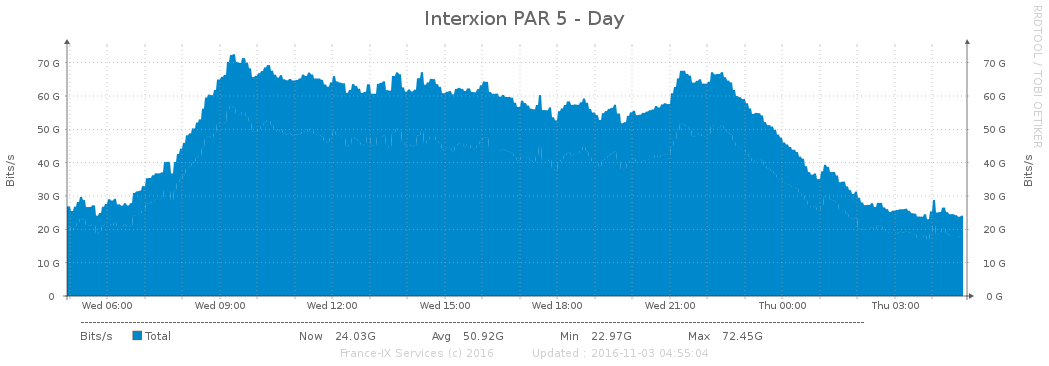 Interxion PAR 5 - Day
RRDTOOL / TOBI OETIKER
Bits/s
Bits/s
70 G 70 G
60 G 60 G
50 G 50 G
40 G 40 G
30 G 30 G
20 G 20 G
10 G 10 G
0 0 G
Wed 06:00 Wed 09:00 Wed 12:00 Wed 15:00 Wed 18:00 Wed 21:00 Thu 00:00 Thu 03:00
Bits/s Total Now 24.03G Avg 50.92G Min 22.97G Max 72.45G
France-IX Services (c) 2016 Updated : 2016-11-03 04:55:04